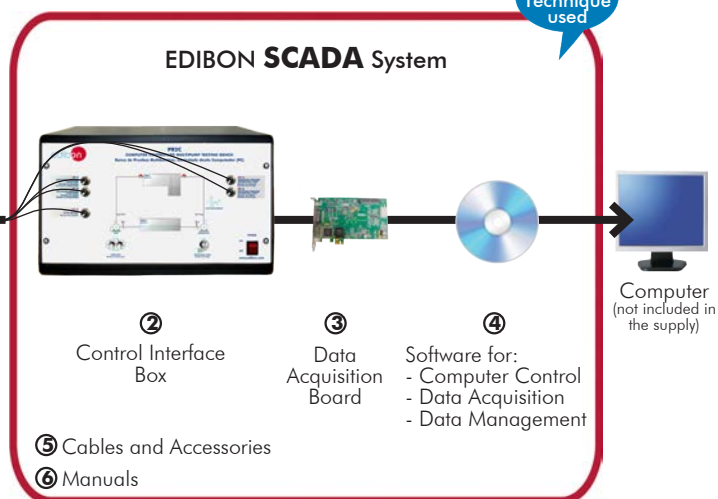 Technique
used
EDIBON SCADA System
edibon
② Control Interface
Box
③ Data
Acquisition
Board
④ Software for:
- Computer Control
- Data Acquisition
- Data Management
Computer
(not included in
the supply)
⑤ Cables and Accessories
⑥ Manuals